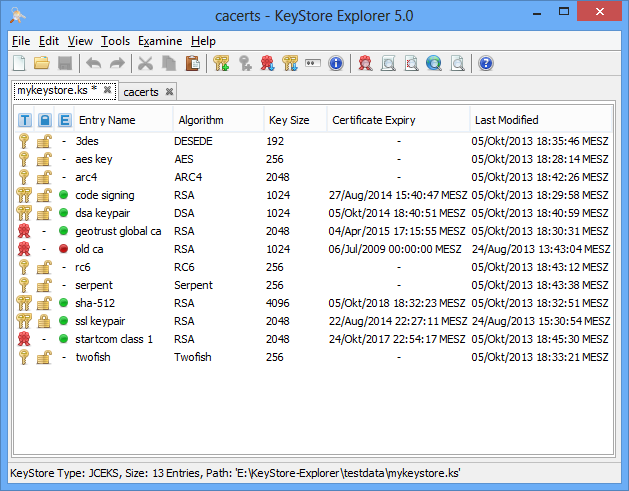 cacerts - KeyStore Explorer 5.0
File Edit View Tools Examine Help
mykeystore.ks * cacerts
T E Entry Name Algorithm Key Size Certificate Expiry Last Modified
- 3des DESEDE 192 - 05/Okt/2013 18:35:46 MESZ
- aes key AES 256 - 05/Okt/2013 18:28:14 MESZ
- arc4 ARC4 2048 - 05/Okt/2013 18:42:26 MESZ
code signing RSA 1024 27/Aug/2014 15:40:47 MESZ 05/Okt/2013 18:29:58 MESZ
dsa keypair DSA 1024 05/Okt/2014 18:40:51 MESZ 05/Okt/2013 18:40:59 MESZ
- geotrust global ca RSA 2048 04/Apr/2015 17:15:55 MESZ 05/Okt/2013 18:30:31 MESZ
- old ca RSA 1024 06/Jul/2009 00:00:00 MESZ 24/Aug/2013 13:43:04 MESZ
- rc6 RC6 256 - 05/Okt/2013 18:43:12 MESZ
- serpent Serpent 256 - 05/Okt/2013 18:43:38 MESZ
sha-512 RSA 4096 05/Okt/2018 18:32:23 MESZ 05/Okt/2013 18:32:51 MESZ
ssl keypair RSA 2048 22/Aug/2014 22:27:11 MESZ 24/Aug/2013 15:30:54 MESZ
- startcom class 1 RSA 2048 24/Okt/2017 22:54:17 MESZ 05/Okt/2013 18:45:30 MESZ
- twofish Twofish 256 - 05/Okt/2013 18:33:21 MESZ
KeyStore Type: JCEKS, Size: 13 Entries, Path: 'E:\KeyStore-Explorer\testdata\mykeystore.ks'